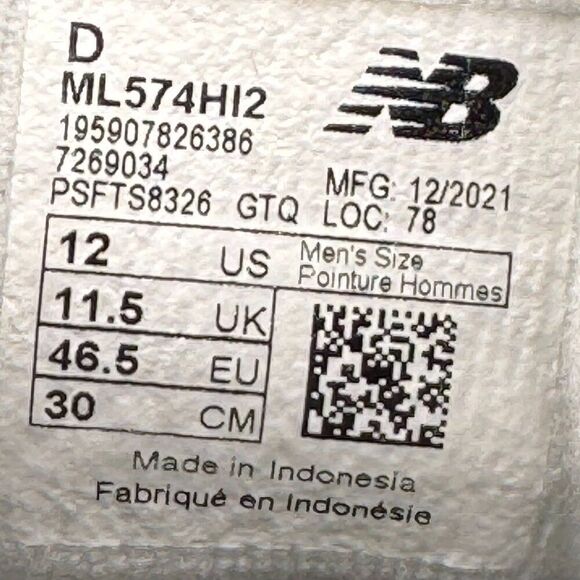 D
NB
ML574HI2
195907826386
7269034
PSFTS8326 GTQ
MFG: 12/2021
LOC: 78
12 US Men's Size
Pointure Hommes
11.5 UK
46.5 EU
30 CM
Made in Indonesia
Fabriqué en Indonésie